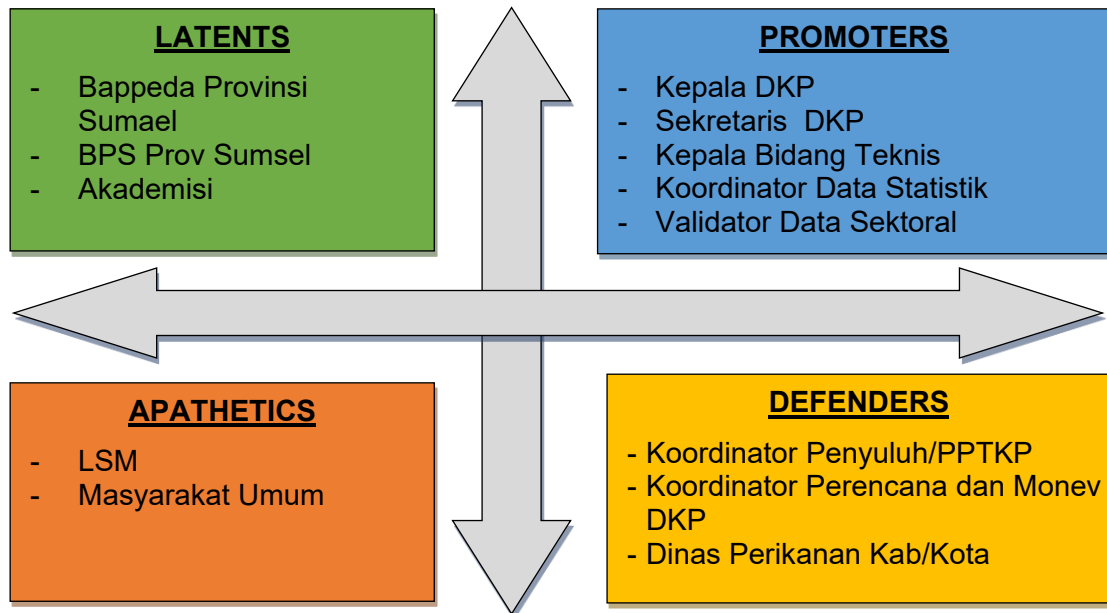 LATENTS
- Bappeda Provinsi
Sumael
- BPS Prov Sumsel
- Akademisi
PROMOTERS
- Kepala DKP
- Sekretaris DKP
- Kepala Bidang Teknis
- Koordinator Data Statistik
- Validator Data Sektoral
APATHETICS
- LSM
- Masyarakat Umum
DEFENDERS
- Koordinator Penyuluh/PPTKP
- Koordinator Perencana dan Monev
DKP
- Dinas Perikanan Kab/Kota